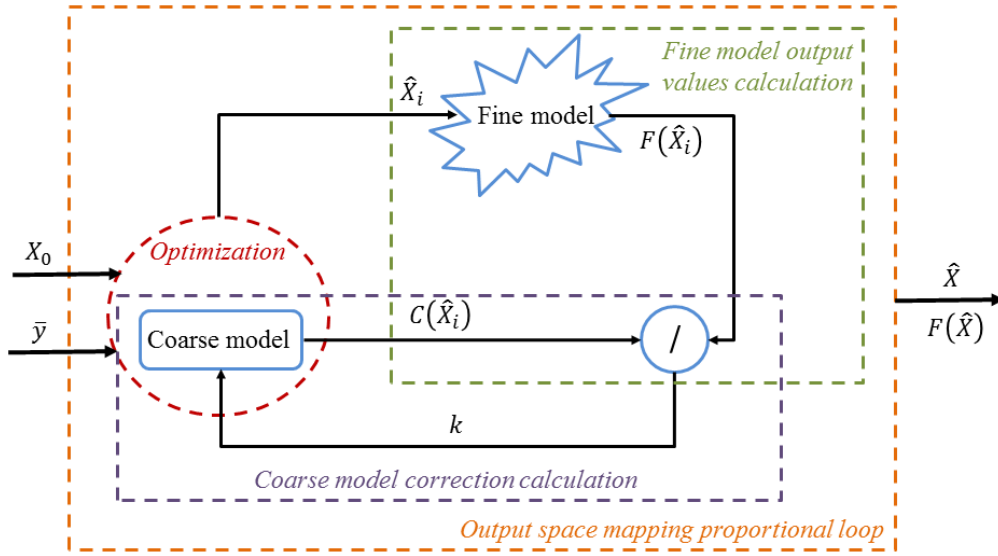 Fine model output
values calculation
X̂ᵢ
Fine model
F(X̂ᵢ)
X₀
Optimization
X̂
F(X̂)
C(X̂ᵢ)
ȳ
Coarse model
/
k
Coarse model correction calculation
Output space mapping proportional loop